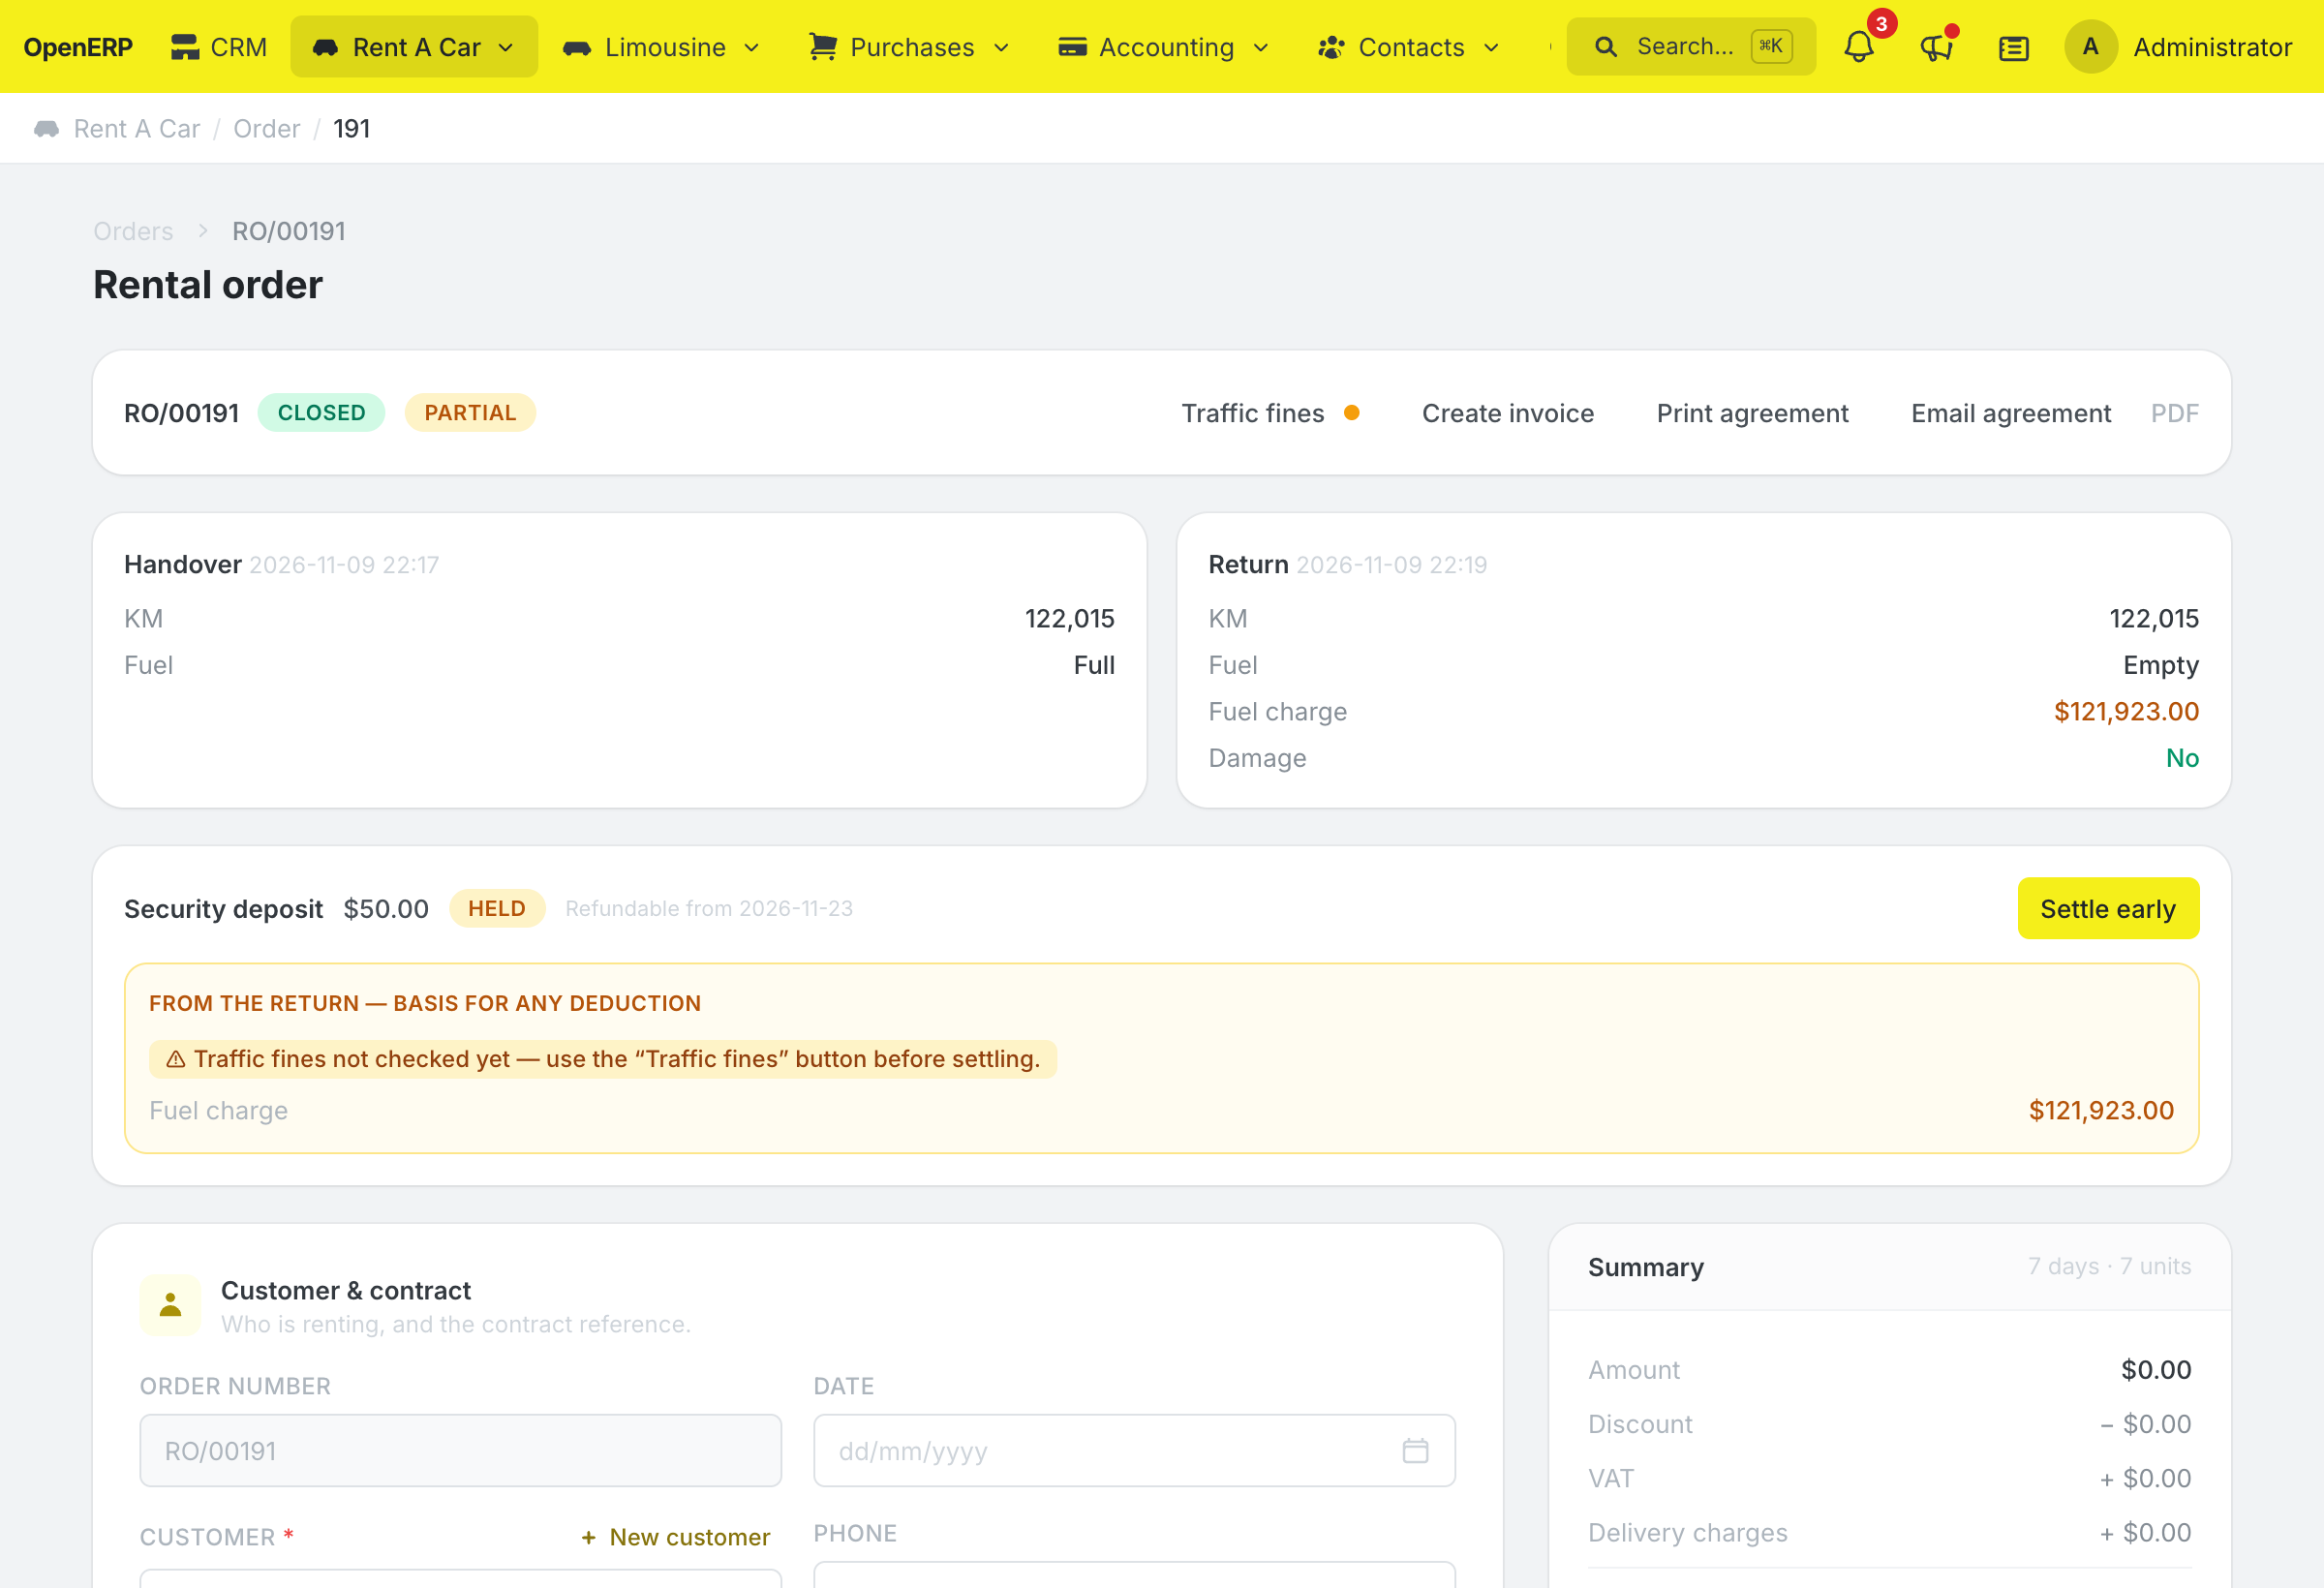 OpenERP CRM Rent A Car Limousine Purchases Accounting Contacts Search... ⌘K 3 A Administrator
Rent A Car / Order / 191
Orders > RO/00191
Rental order
RO/00191 CLOSED PARTIAL Traffic fines Create invoice Print agreement Email agreement PDF
Handover 2026-11-09 22:17
KM 122,015
Fuel Full
Return 2026-11-09 22:19
KM 122,015
Fuel Empty
Fuel charge $121,923.00
Damage No
Security deposit $50.00 HELD Refundable from 2026-11-23 Settle early
FROM THE RETURN — BASIS FOR ANY DEDUCTION
⚠ Traffic fines not checked yet — use the “Traffic fines” button before settling.
Fuel charge $121,923.00
Customer & contract
Who is renting, and the contract reference.
ORDER NUMBER DATE
RO/00191 dd/mm/yyyy
CUSTOMER * + New customer PHONE
Summary 7 days · 7 units
Amount $0.00
Discount – $0.00
VAT + $0.00
Delivery charges + $0.00